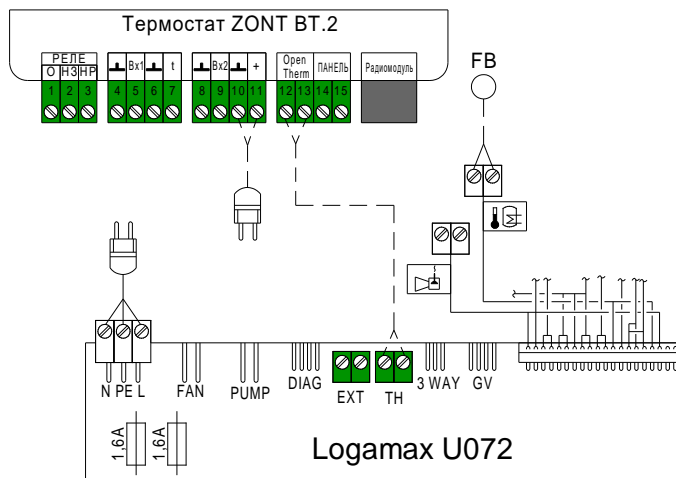 Термостат ZONT BT.2
РЕЛЕ
О НЗ НР
Вх1 t
Вх2 +
Open Therm
ПАНЕЛЬ
Радиомодуль
1 2 3 4 5 6 7 8 9 10 11 12 13 14 15
FB
N PE L
FAN
PUMP
DIAG
EXT
TH
3 WAY
GV
1,6A
1,6A
Logamax U072